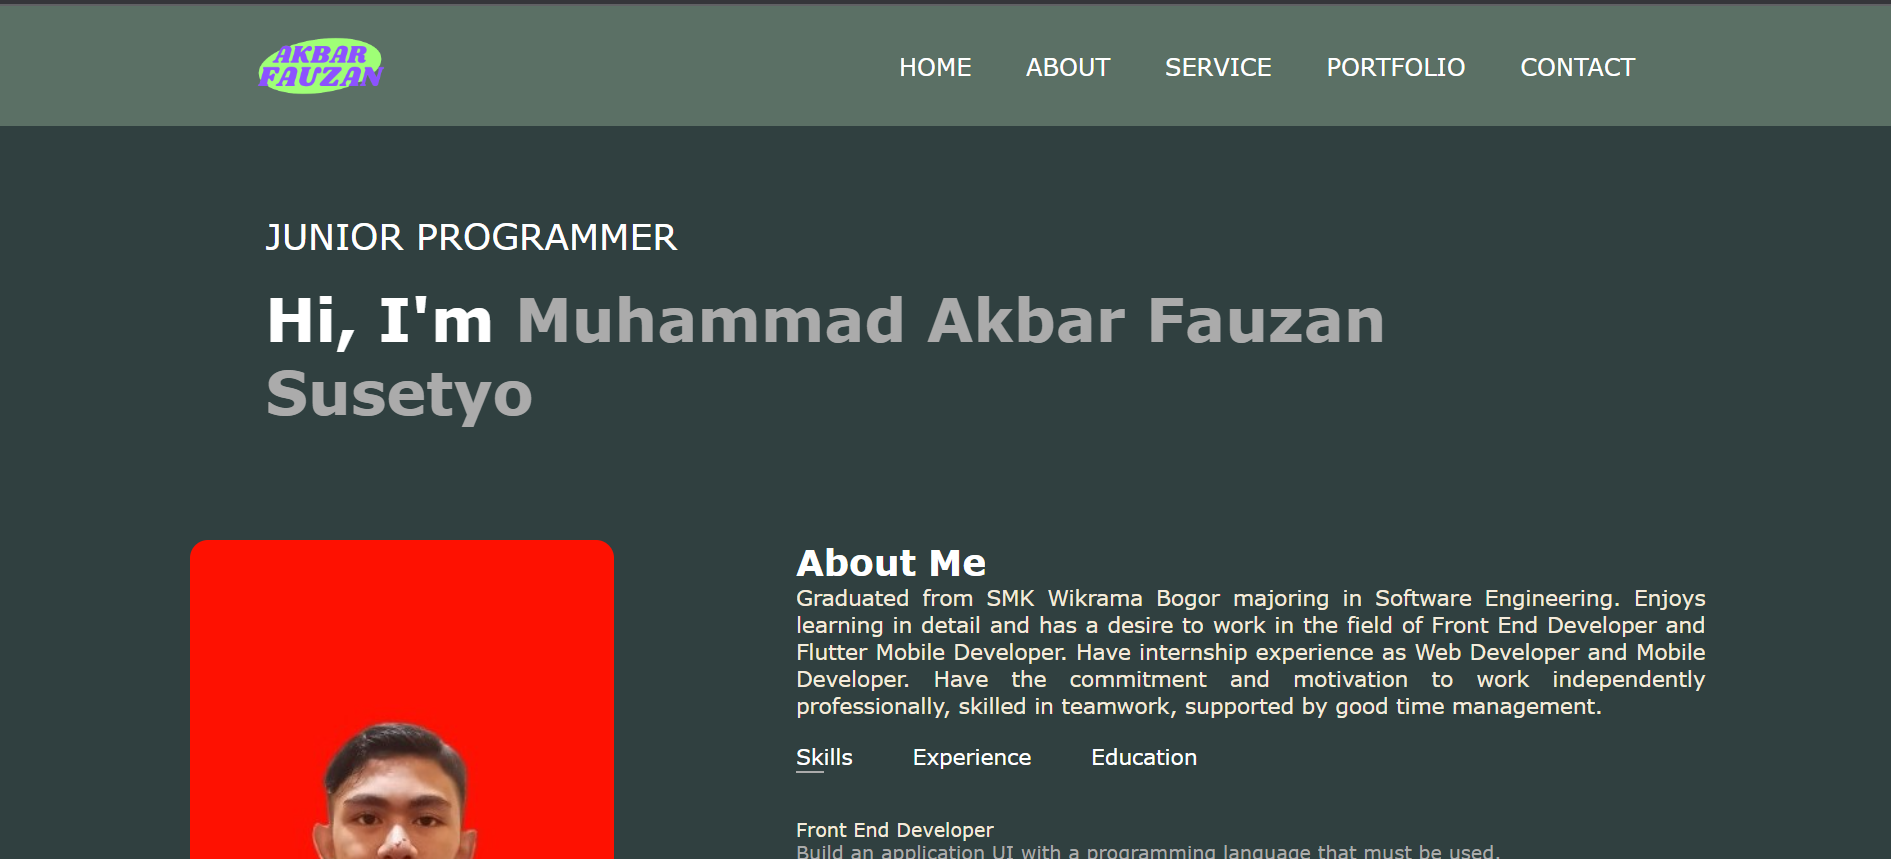 AKBAR
FAUZAN
HOME ABOUT SERVICE PORTFOLIO CONTACT
JUNIOR PROGRAMMER
Hi, I'm Muhammad Akbar Fauzan
Susetyo
About Me
Graduated from SMK Wikrama Bogor majoring in Software Engineering. Enjoys
learning in detail and has a desire to work in the field of Front End Developer and
Flutter Mobile Developer. Have internship experience as Web Developer and Mobile
Developer. Have the commitment and motivation to work independently
professionally, skilled in teamwork, supported by good time management.
Skills Experience Education
Front End Developer
Build an application UI with a programming language that must be used.